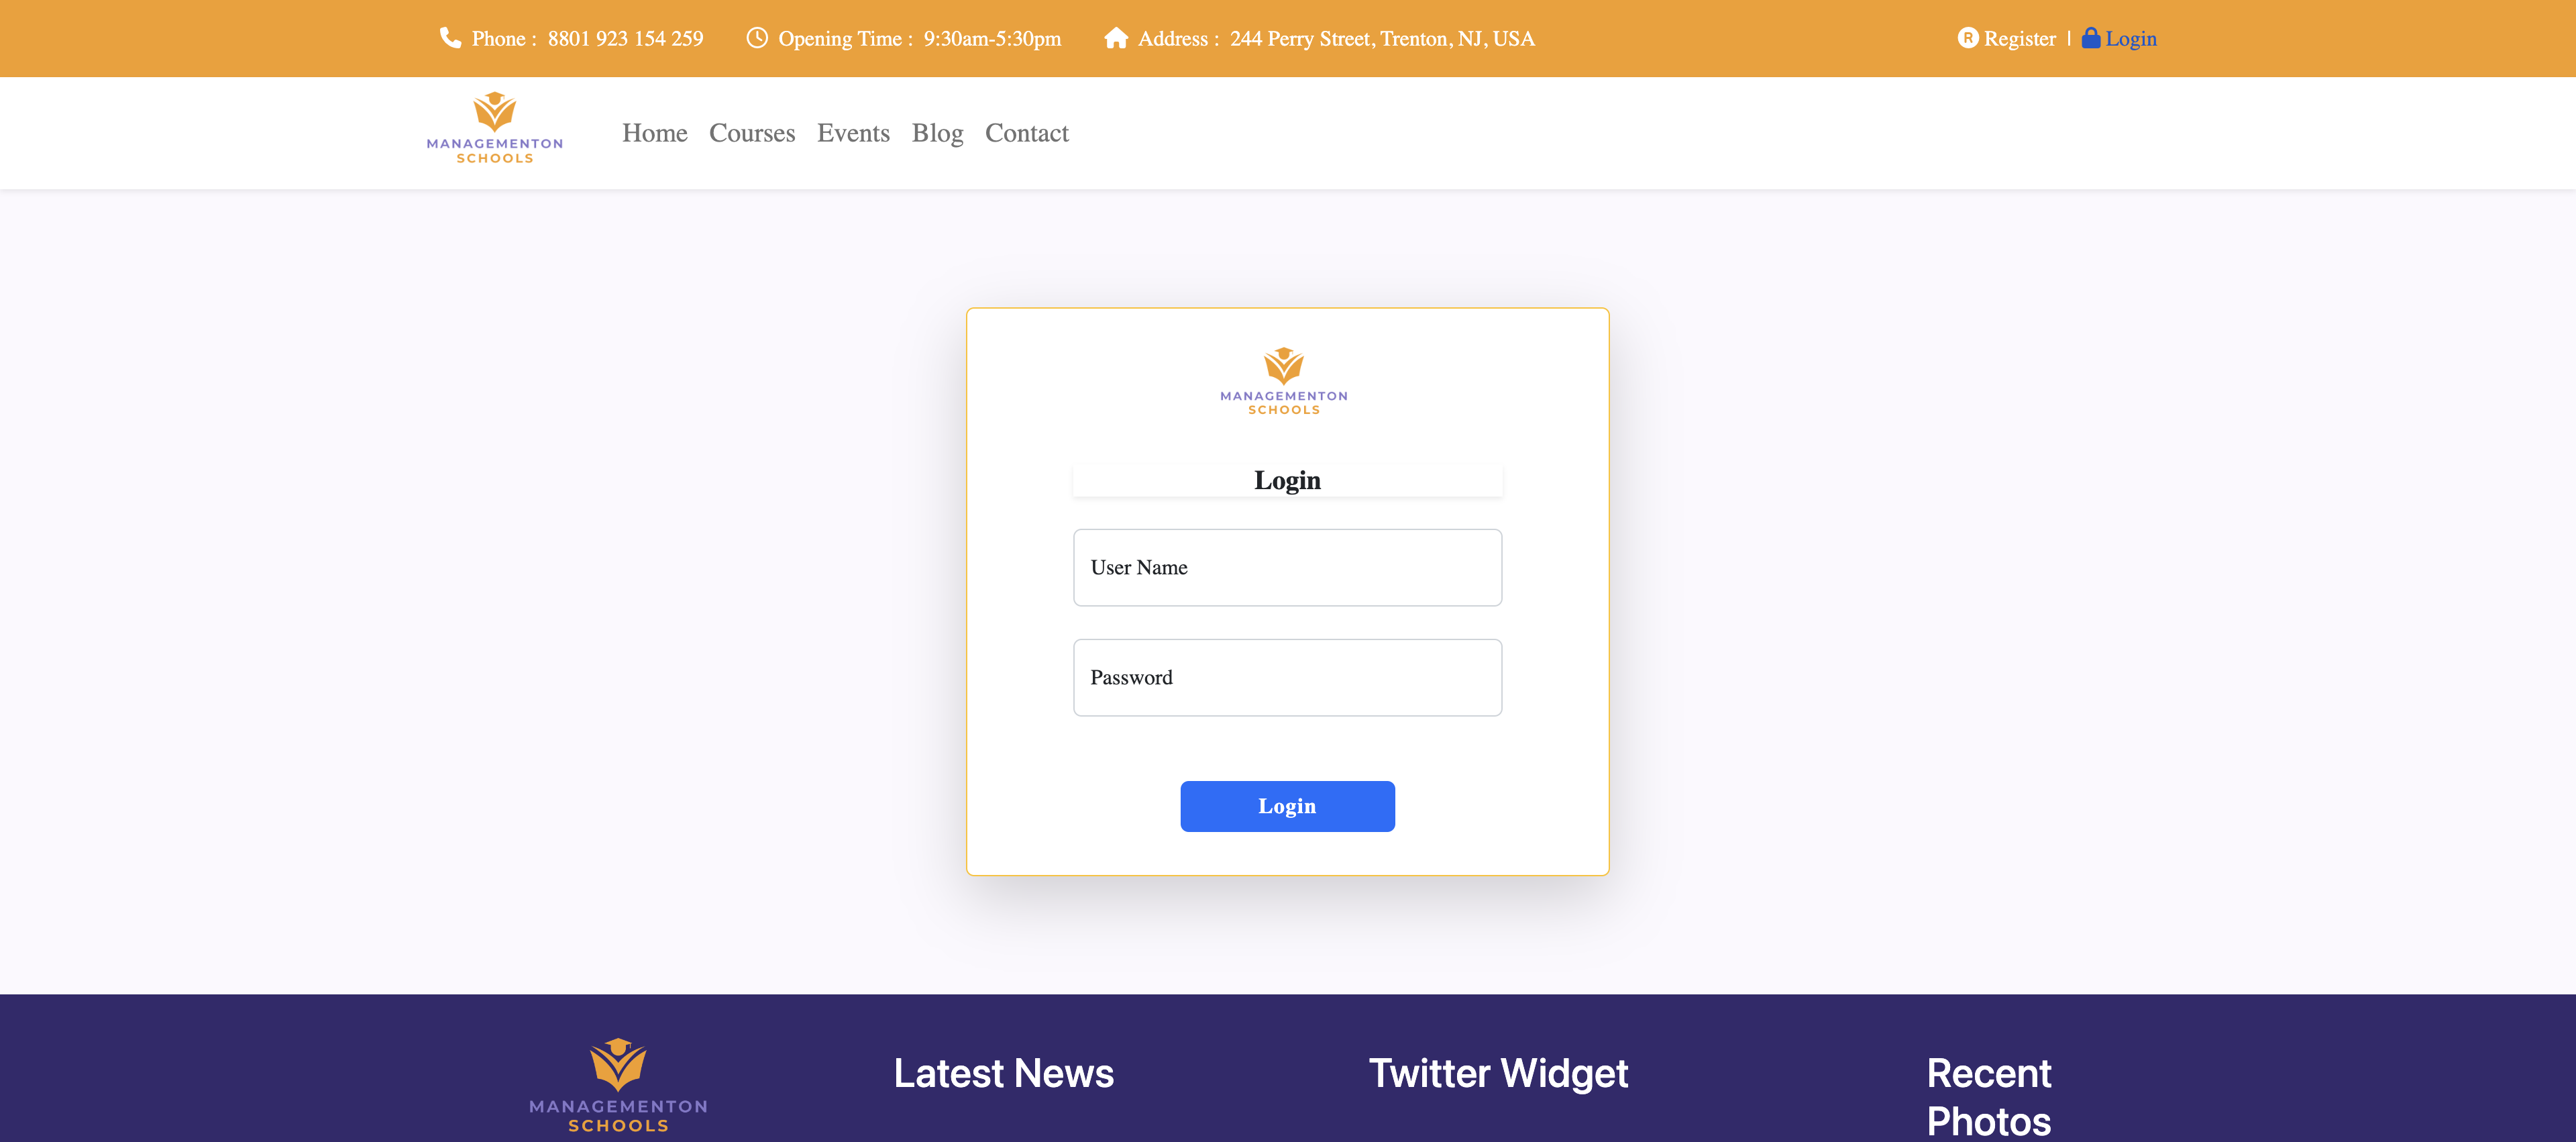 Phone : 8801 923 154 259 Opening Time : 9:30am-5:30pm Address : 244 Perry Street, Trenton, NJ, USA Register | Login
MANAGEMENTON
SCHOOLS
Home Courses Events Blog Contact
MANAGEMENTON
SCHOOLS
Login
User Name
Password
Login
MANAGEMENTON
SCHOOLS
Latest News
Twitter Widget
Recent
Photos